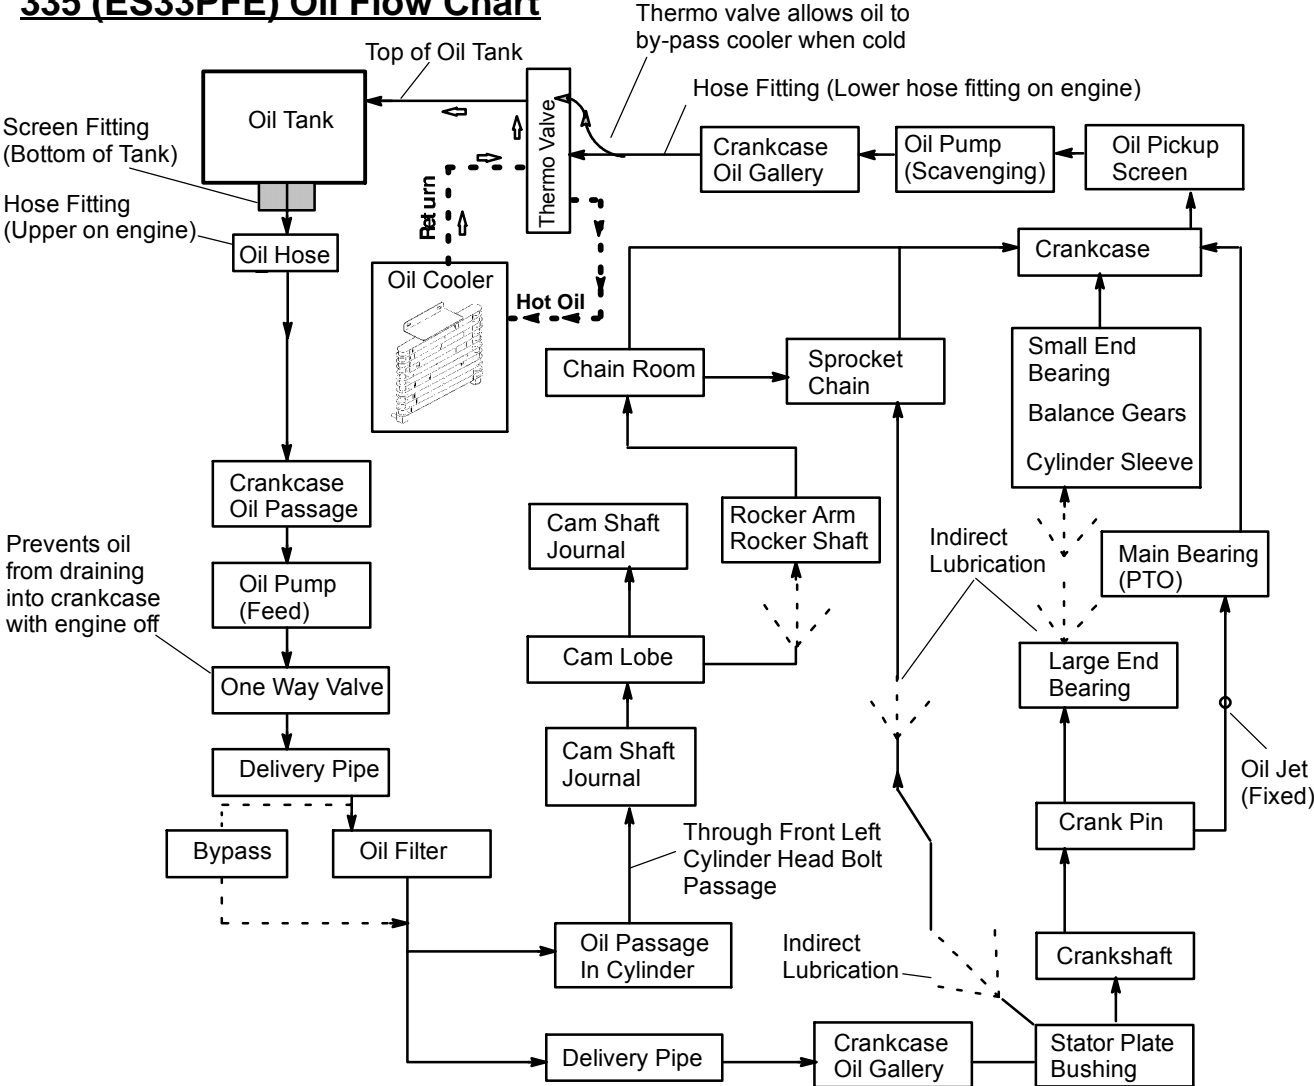 335 (ES33PFE) Oil Flow Chart
Thermo valve allows oil to
by-pass cooler when cold
Top of Oil Tank
Hose Fitting (Lower hose fitting on engine)
Oil Tank
Thermo Valve
Crankcase
Oil Gallery
Oil Pump
(Scavenging)
Oil Pickup
Screen
Screen Fitting
(Bottom of Tank)
Hose Fitting
(Upper on engine)
Oil Hose
Return
Oil Cooler
Hot Oil
Crankcase
Chain Room
Sprocket
Chain
Small End
Bearing
Balance Gears
Cylinder Sleeve
Crankcase
Oil Passage
Cam Shaft
Journal
Rocker Arm
Rocker Shaft
Indirect
Lubrication
Main Bearing
(PTO)
Prevents oil
from draining
into crankcase
with engine off
Oil Pump
(Feed)
Cam Lobe
Large End
Bearing
One Way Valve
Cam Shaft
Journal
Delivery Pipe
Oil Jet
(Fixed)
Bypass
Oil Filter
Through Front Left
Cylinder Head Bolt
Passage
Crank Pin
Oil Passage
In Cylinder
Indirect
Lubrication
Crankshaft
Delivery Pipe
Crankcase
Oil Gallery
Stator Plate
Bushing